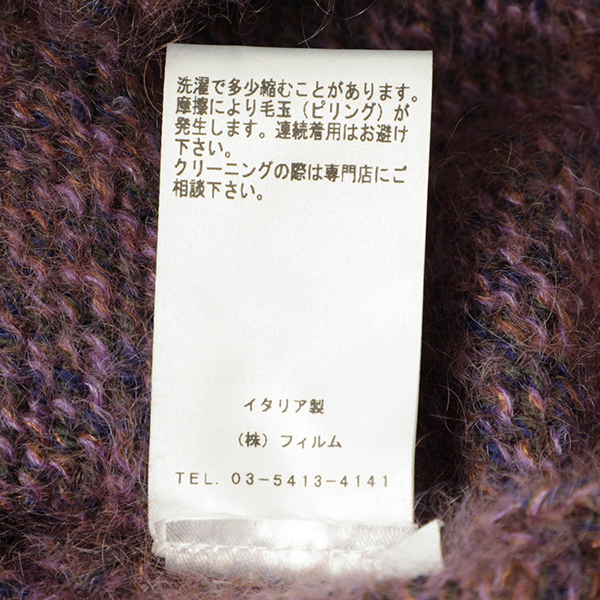 洗濯で多少縮むことがあります。
摩擦により毛玉（ピリング）が
発生します。連続着用はお避け
下さい。
クリーニングの際は専門店にご
相談下さい。
イタリア製
（株）フィルム
TEL. 03-5413-4141